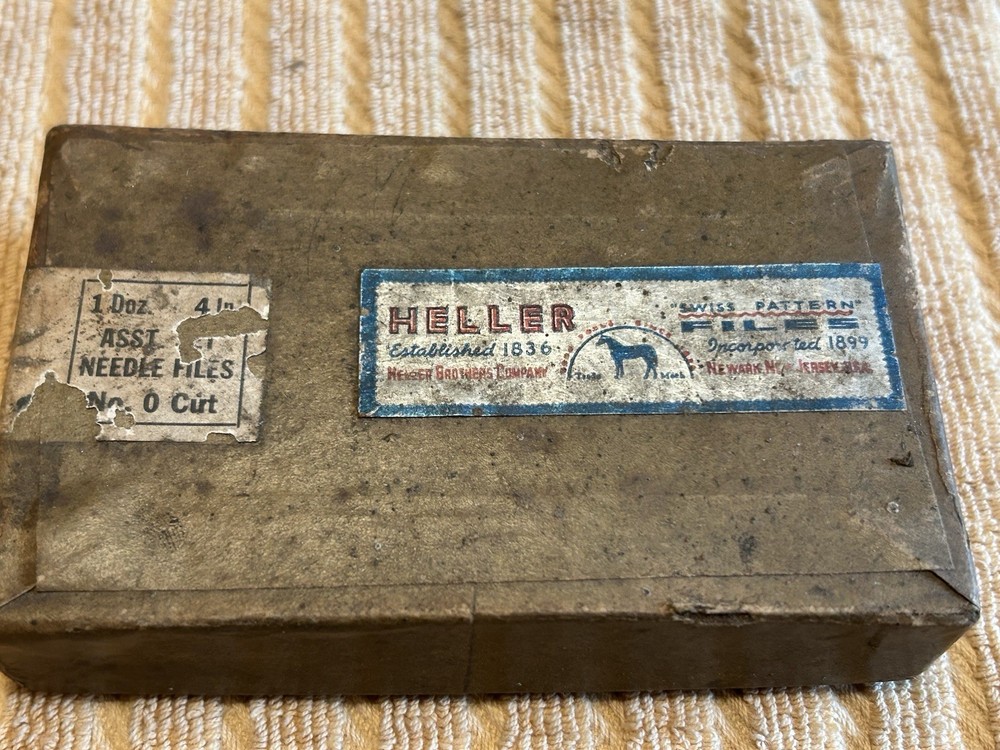 1 Doz. 4 In
ASST
NEEDLE FILES
No. 0 Cut
HELLER
Established 1836
HELLER BROTHERS COMPANY
Trade Mark
"SWISS PATTERN"
FILES
Incorporated 1899
NEWARK, NEW JERSEY, U.S.A.